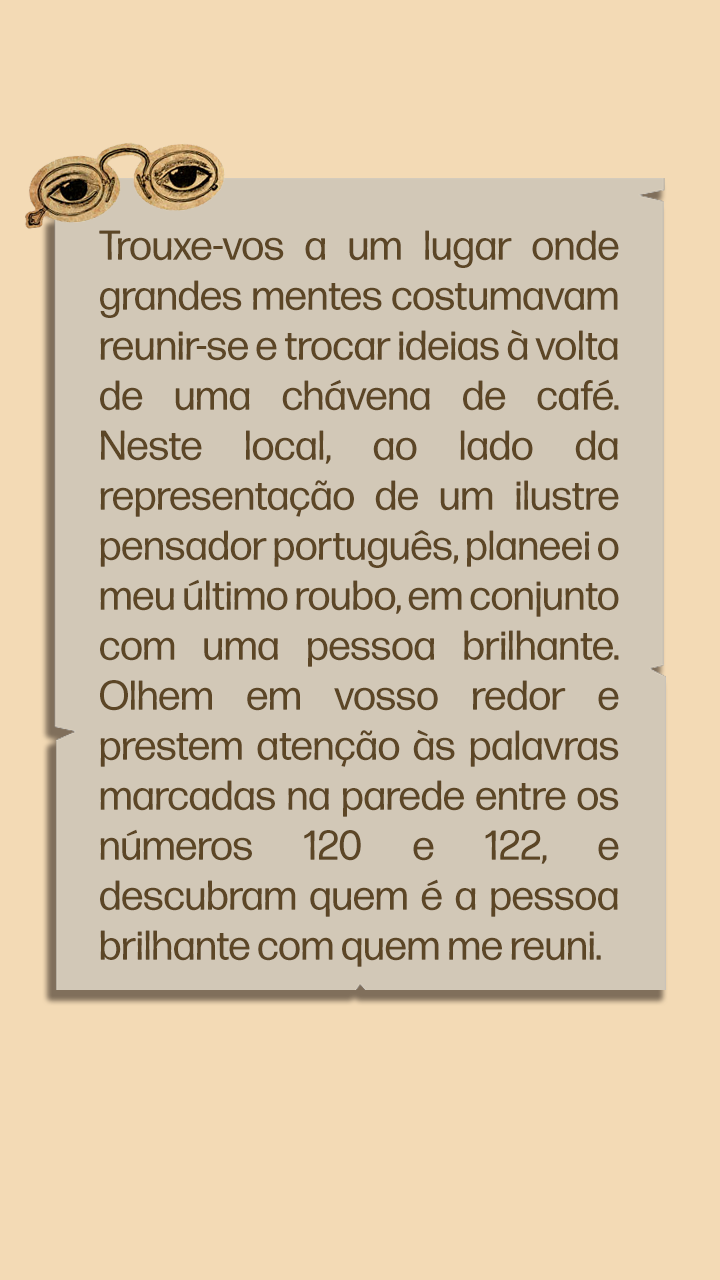 Trouxe-vos a um lugar onde
grandes mentes costumavam
reunir-se e trocar ideias à volta
de uma chávena de café.
Neste local, ao lado da
representação de um ilustre
pensador português, planeei o
meu último roubo, em conjunto
com uma pessoa brilhante.
Olhem em vosso redor e
prestem atenção às palavras
marcadas na parede entre os
números 120 e 122, e
descubram quem é a pessoa
brilhante com quem me reuni.